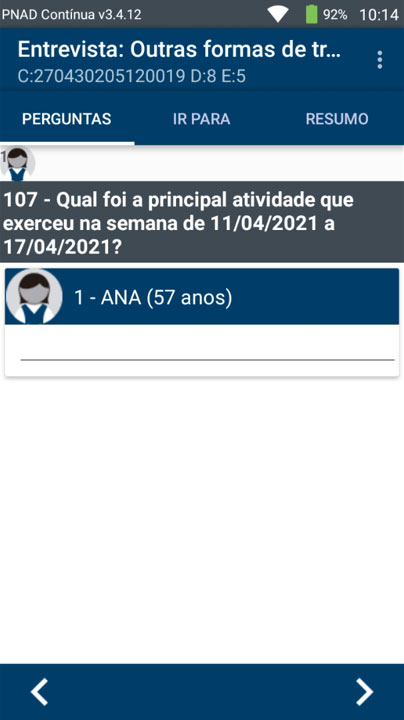 PNAD Contínua v3.4.12 92% 10:14
Entrevista: Outras formas de tr...
C:270430205120019 D:8 E:5
PERGUNTAS IR PARA RESUMO
1
107 - Qual foi a principal atividade que
exerceu na semana de 11/04/2021 a
17/04/2021?
1 - ANA (57 anos)